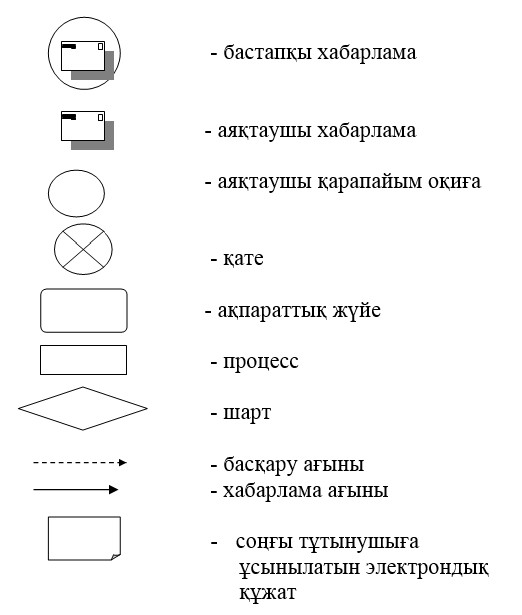 - бастапқы хабарлама
- аяқтаушы хабарлама
- аяқтаушы қарапайым оқиға
- қате
- ақпараттық жүйе
- процесс
- шарт
- басқару ағыны
- хабарлама ағыны
- соңғы тұтынушыға
ұсынылатын электрондық
құжат